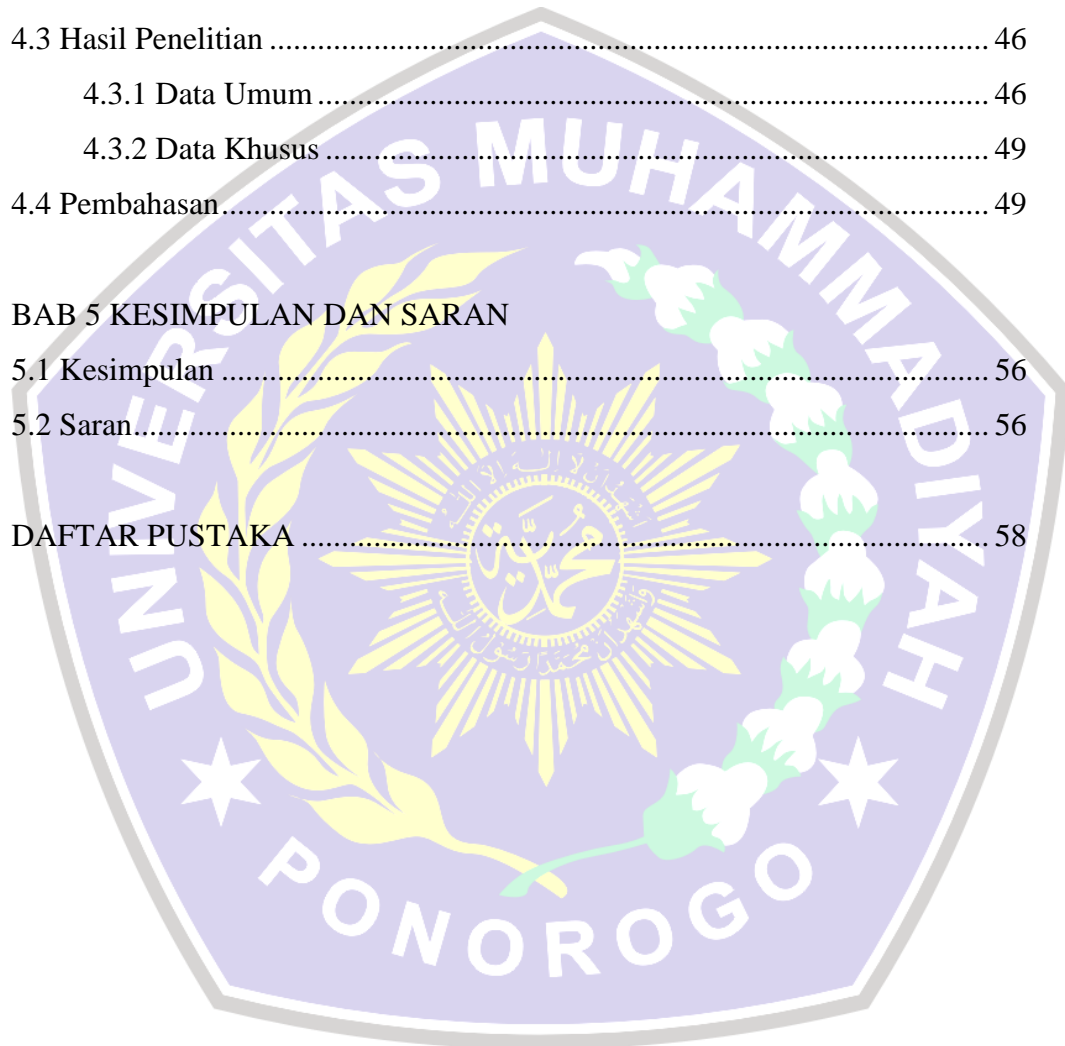 4.3 Hasil Penelitian ........................................................................................ 46
4.3.1 Data Umum .................................................................................. 46
4.3.2 Data Khusus ................................................................................. 49
4.4 Pembahasan.............................................................................................. 49
BAB 5 KESIMPULAN DAN SARAN
5.1 Kesimpulan .............................................................................................. 56
5.2 Saran......................................................................................................... 56
DAFTAR PUSTAKA .................................................................................... 58
UNIVERSITAS MUHAMMADIYAH
PONOROGO
محمد